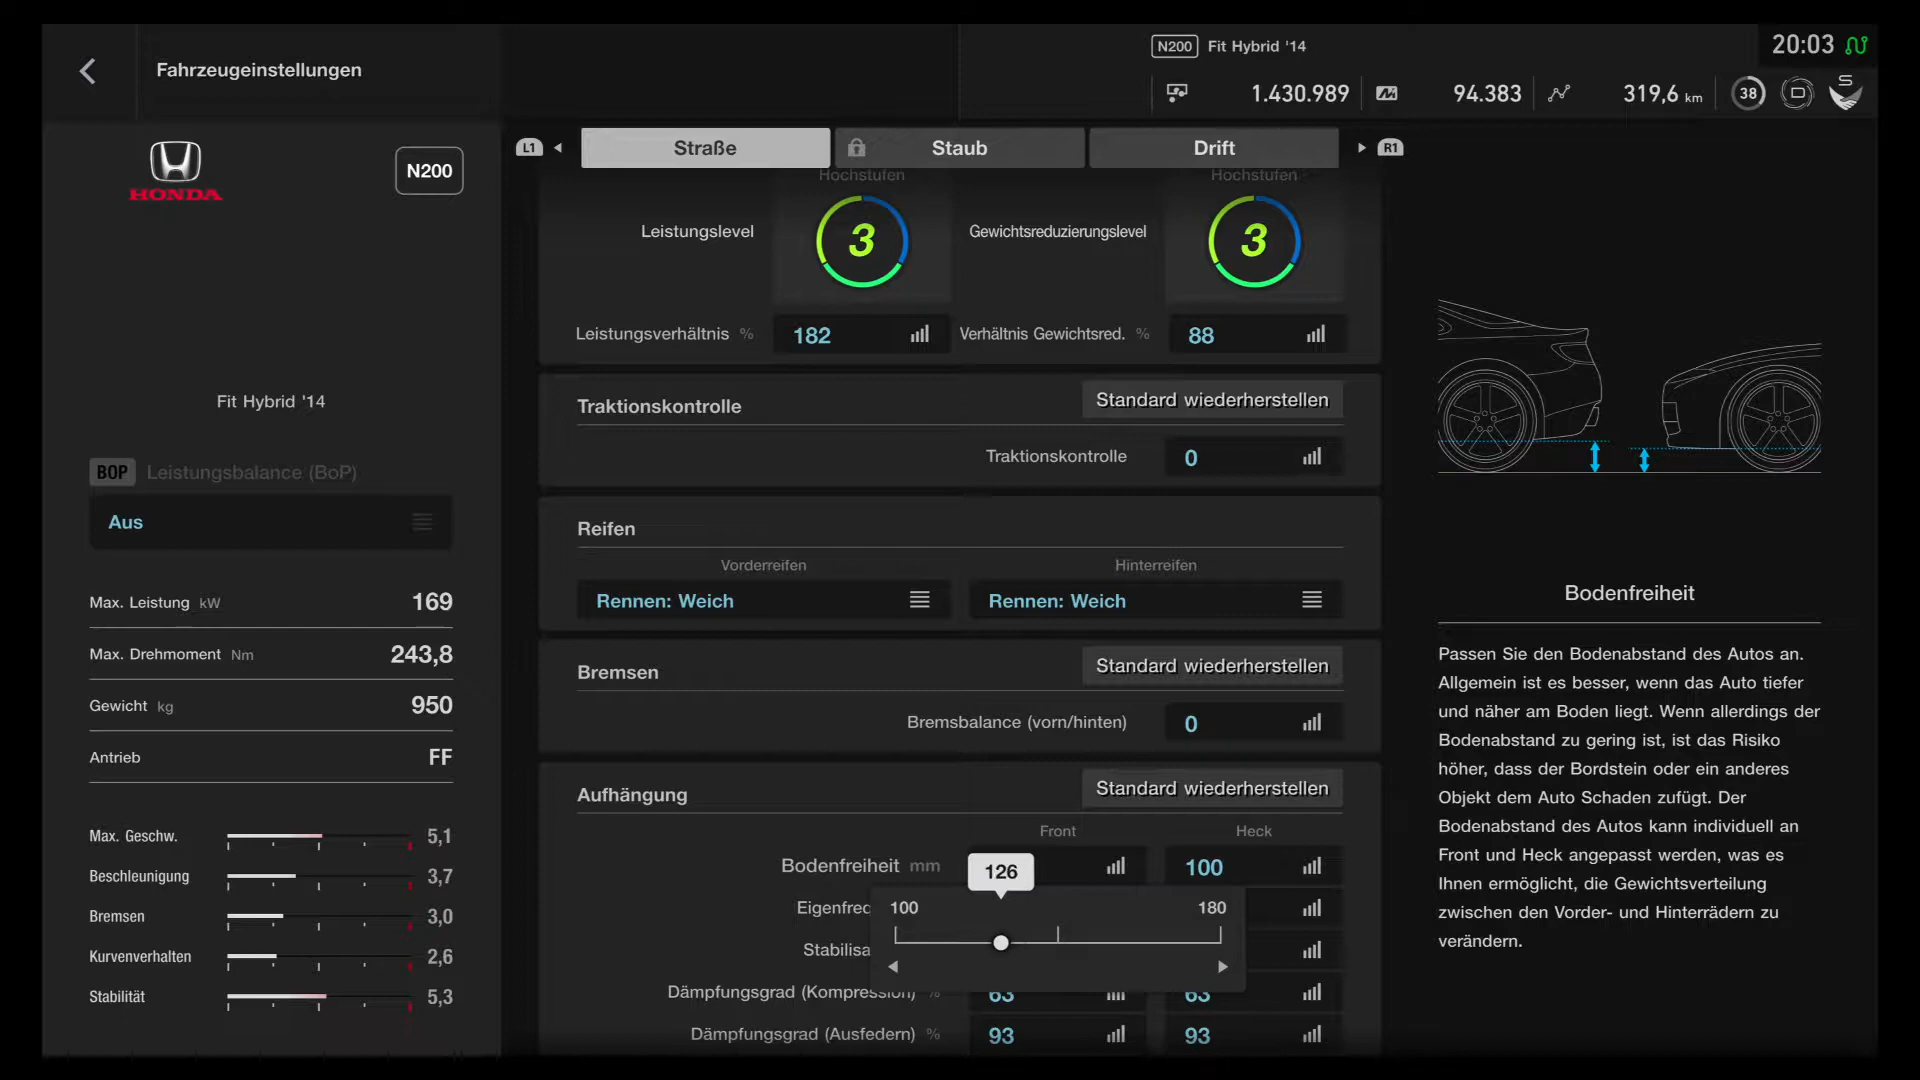 Fahrzeugeinstellungen
N200 Fit Hybrid '14
20:03
1.430.989
94.383
319,6 km
38
S
HONDA
N200
Fit Hybrid '14
BOP Leistungsbalance (BoP)
Aus
Max. Leistung kW 169
Max. Drehmoment Nm 243,8
Gewicht kg 950
Antrieb FF
Max. Geschw. 5,1
Beschleunigung 3,7
Bremsen 3,0
Kurvenverhalten 2,6
Stabilität 5,3
L1 Straße Staub Drift R1
Hochstufen Hochstufen
Leistungslevel 3 Gewichtsreduzierungslevel 3
Leistungsverhältnis % 182 Verhältnis Gewichtsred. % 88
Traktionskontrolle Standard wiederherstellen
Traktionskontrolle 0
Reifen
Vorderreifen Hinterreifen
Rennen: Weich Rennen: Weich
Bremsen Standard wiederherstellen
Bremsbalance (vorn/hinten) 0
Aufhängung Standard wiederherstellen
Front Heck
Bodenfreiheit mm 126 100
Eigenfre 100 180
Stabilisa
Dämpfungsgrad (Kompression) % 63 63
Dämpfungsgrad (Ausfedern) % 93 93
Bodenfreiheit
Passen Sie den Bodenabstand des Autos an.
Allgemein ist es besser, wenn das Auto tiefer
und näher am Boden liegt. Wenn allerdings der
Bodenabstand zu gering ist, ist das Risiko
höher, dass der Bordstein oder ein anderes
Objekt dem Auto Schaden zufügt. Der
Bodenabstand des Autos kann individuell an
Front und Heck angepasst werden, was es
Ihnen ermöglicht, die Gewichtsverteilung
zwischen den Vorder- und Hinterrädern zu
verändern.